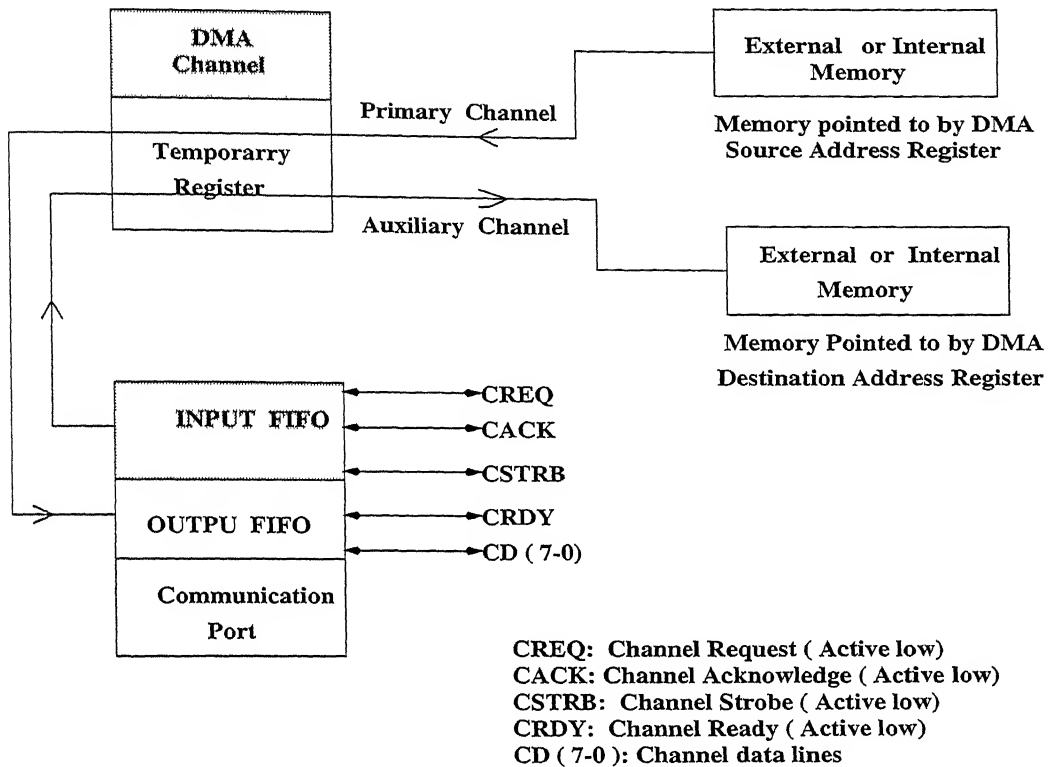 DMA
Channel
Temporarry
Register
Primary Channel
Auxiliary Channel
External or Internal
Memory
Memory pointed to by DMA
Source Address Register
External or Internal
Memory
Memory Pointed to by DMA
Destination Address Register
INPUT FIFO
OUTPU FIFO
Communication
Port
CREQ
CACK
CSTRB
CRDY
CD ( 7-0)
CREQ: Channel Request ( Active low)
CACK: Channel Acknowledge ( Active low)
CSTRB: Channel Strobe ( Active low)
CRDY: Channel Ready ( Active low)
CD ( 7-0 ): Channel data lines